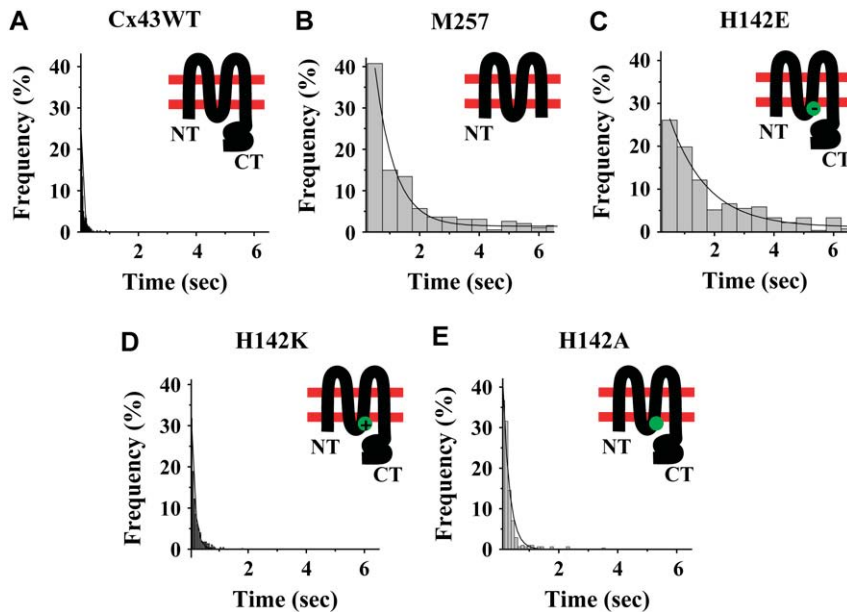 A Cx43WT
Frequency (%)
40
30
20
10
0
2 4 6
Time (sec)
NT
CT
B M257
Frequency (%)
40
30
20
10
0
2 4 6
Time (sec)
NT
C H142E
Frequency (%)
40
30
20
10
0
2 4 6
Time (sec)
NT
-
CT
D H142K
Frequency (%)
40
30
20
10
0
2 4 6
Time (sec)
NT
+
CT
E H142A
Frequency (%)
40
30
20
10
0
2 4 6
Time (sec)
NT
CT